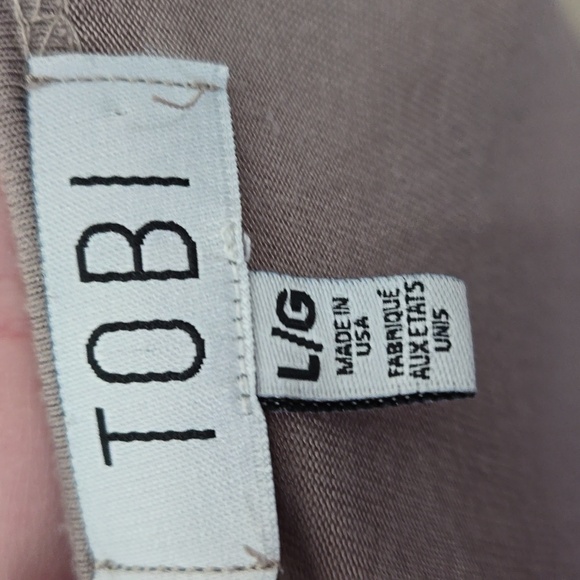 TOBI
L/G
MADE IN
USA
FABRIQUÉ
AUX ETATS
UNIS